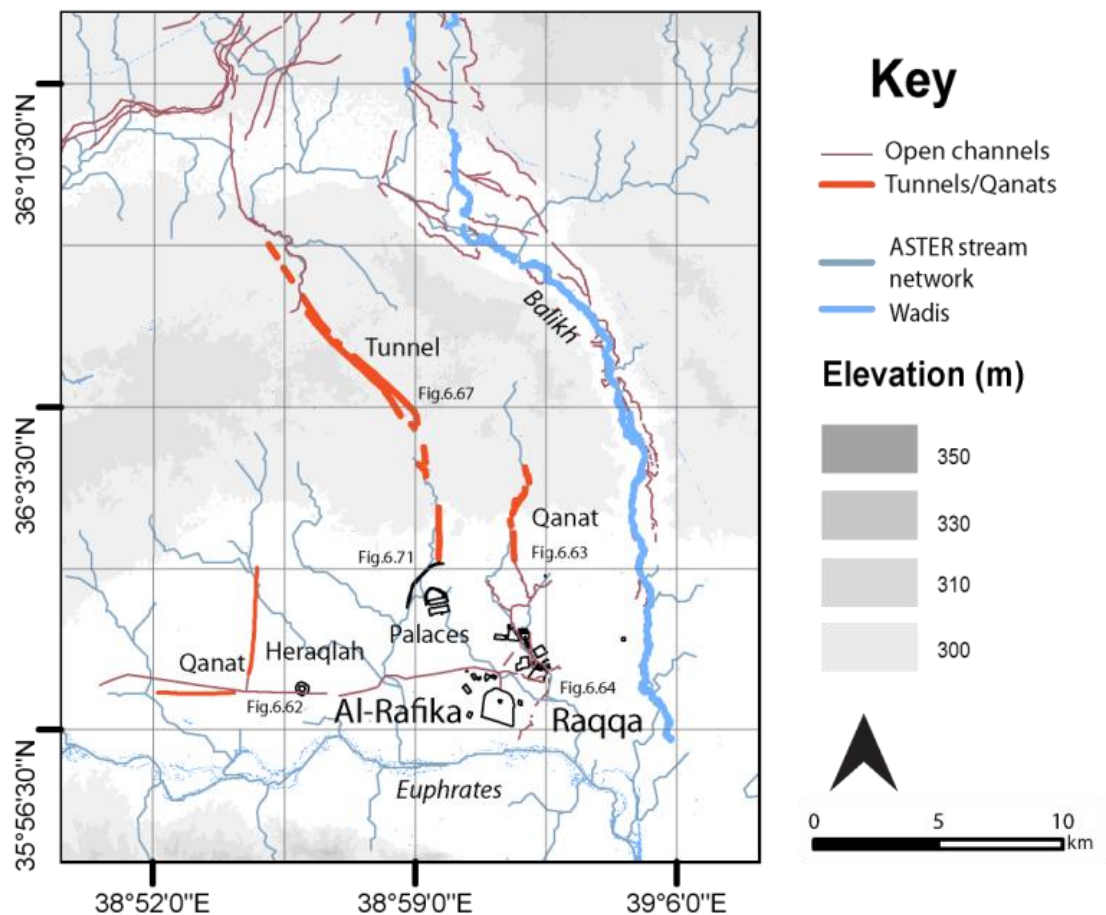 36°10'30"N
36°3'30"N
35°56'30"N
38°52'0"E
38°59'0"E
39°6'0"E
Balikh
Tunnel
Fig.6.67
Qanat
Fig.6.63
Fig.6.71
Palaces
Qanat
Heraqlah
Fig.6.62
Al-Rafika
Fig.6.64
Raqqa
Euphrates
Key
Open channels
Tunnels/Qanats
ASTER stream
network
Wadis
Elevation (m)
350
330
310
300
0 5 10
km